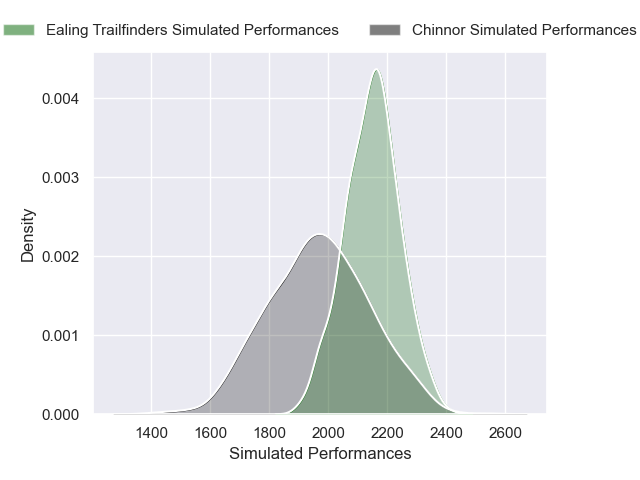 Ealing Trailfinders Simulated Performances Chinnor Simulated Performances
0.004
0.003
0.002
0.001
0.000
Density
1400 1600 1800 2000 2200 2400 2600
Simulated Performances